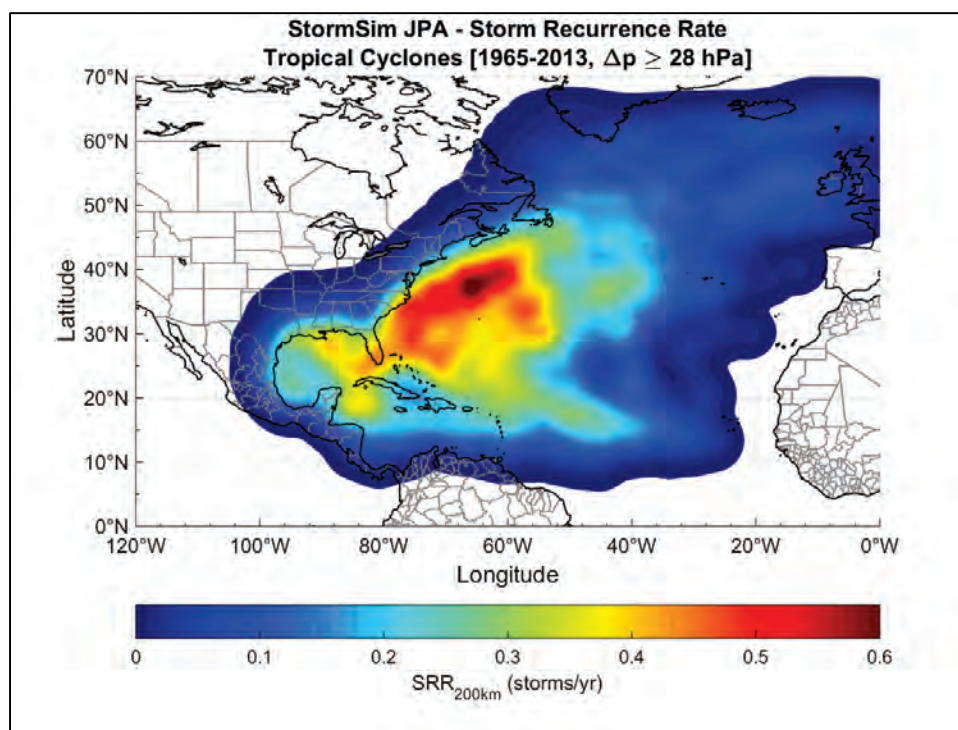 StormSim JPA - Storm Recurrence Rate
Tropical Cyclones [1965-2013, Δp ≥ 28 hPa]
70°N
60°N
50°N
40°N
30°N
20°N
10°N
0°N
Latitude
120°W 100°W 80°W 60°W 40°W 20°W 0°W
Longitude
0 0.1 0.2 0.3 0.4 0.5 0.6
SRR200km (storms/yr)